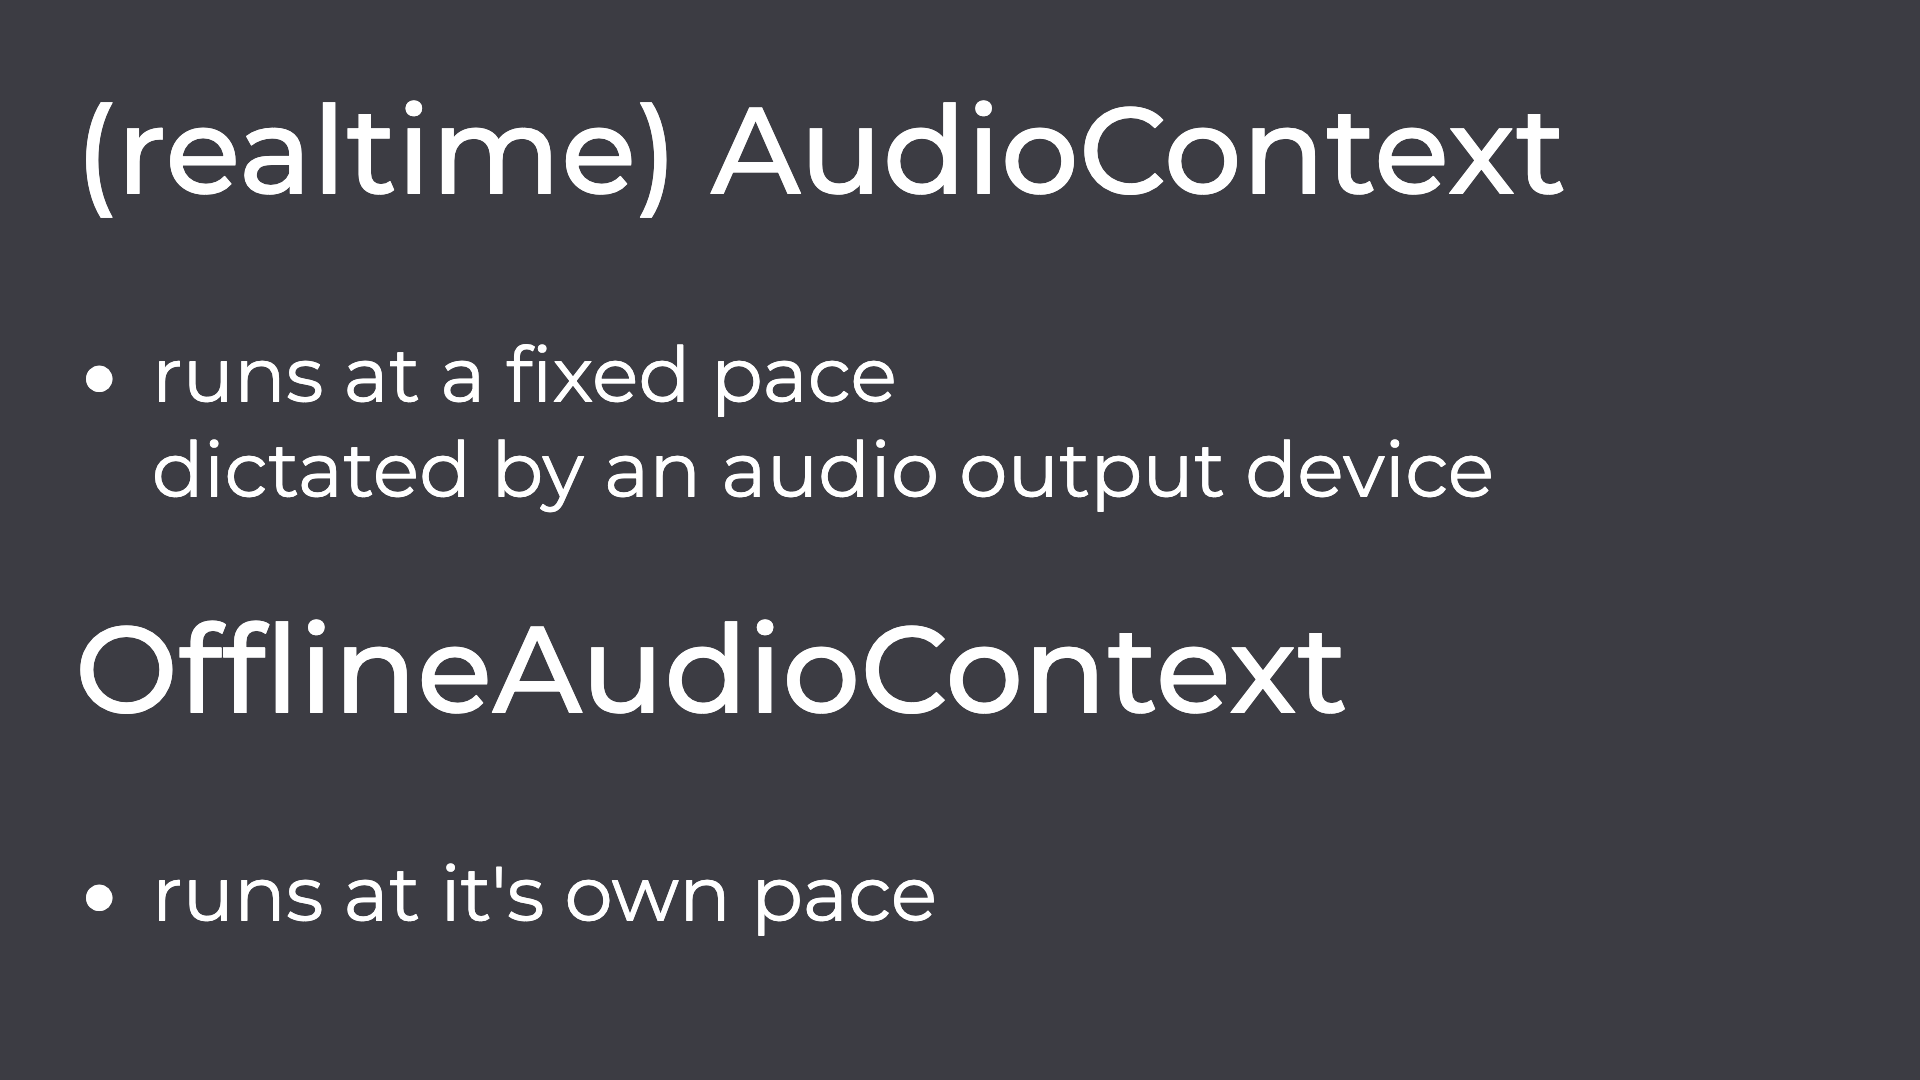 (realtime) AudioContext
• runs at a fixed pace
dictated by an audio output device
OfflineAudioContext
• runs at it's own pace